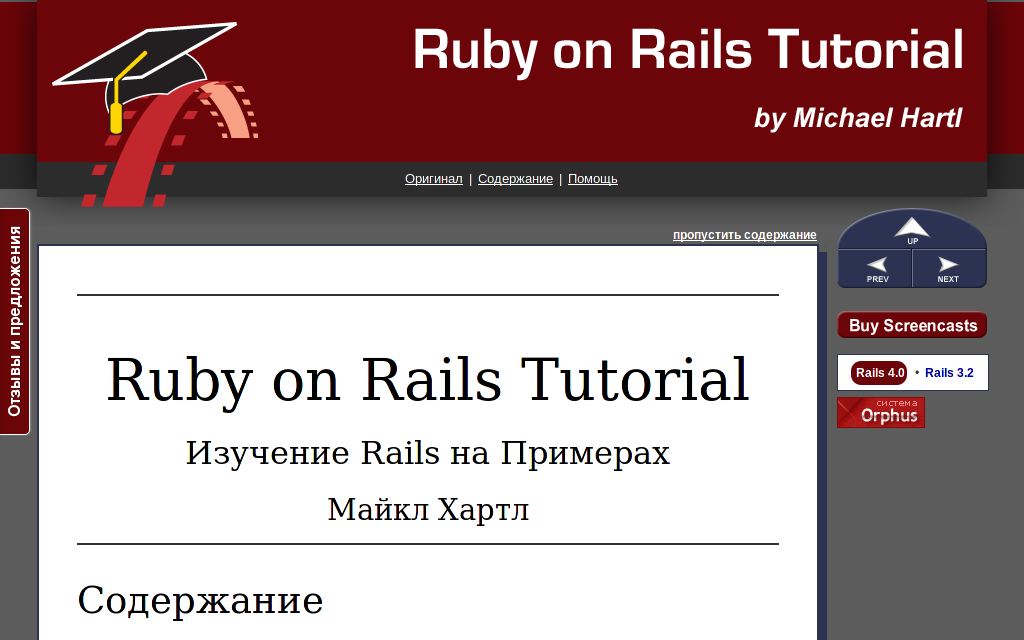 Ruby on Rails Tutorial
by Michael Hartl
Оригинал | Содержание | Помощь
Отзывы и предложения
пропустить содержание
UP
PREV NEXT
Buy Screencasts
Rails 4.0 • Rails 3.2
система
Orphus
Ruby on Rails Tutorial
Изучение Rails на Примерах
Майкл Хартл
Содержание